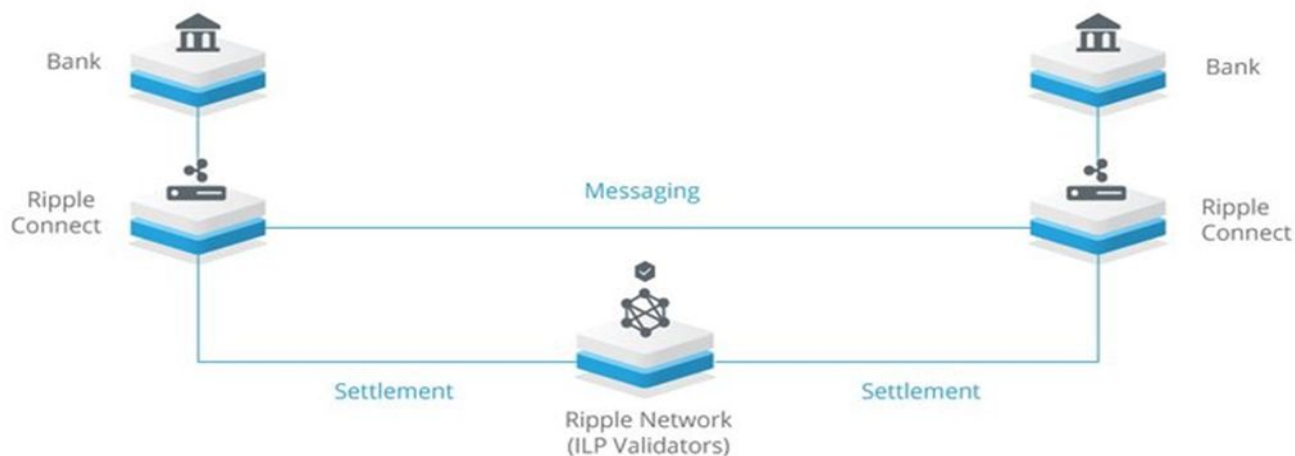 Bank
Bank
Ripple
Connect
Messaging
Ripple
Connect
Settlement
Settlement
Ripple Network
(ILP Validators)